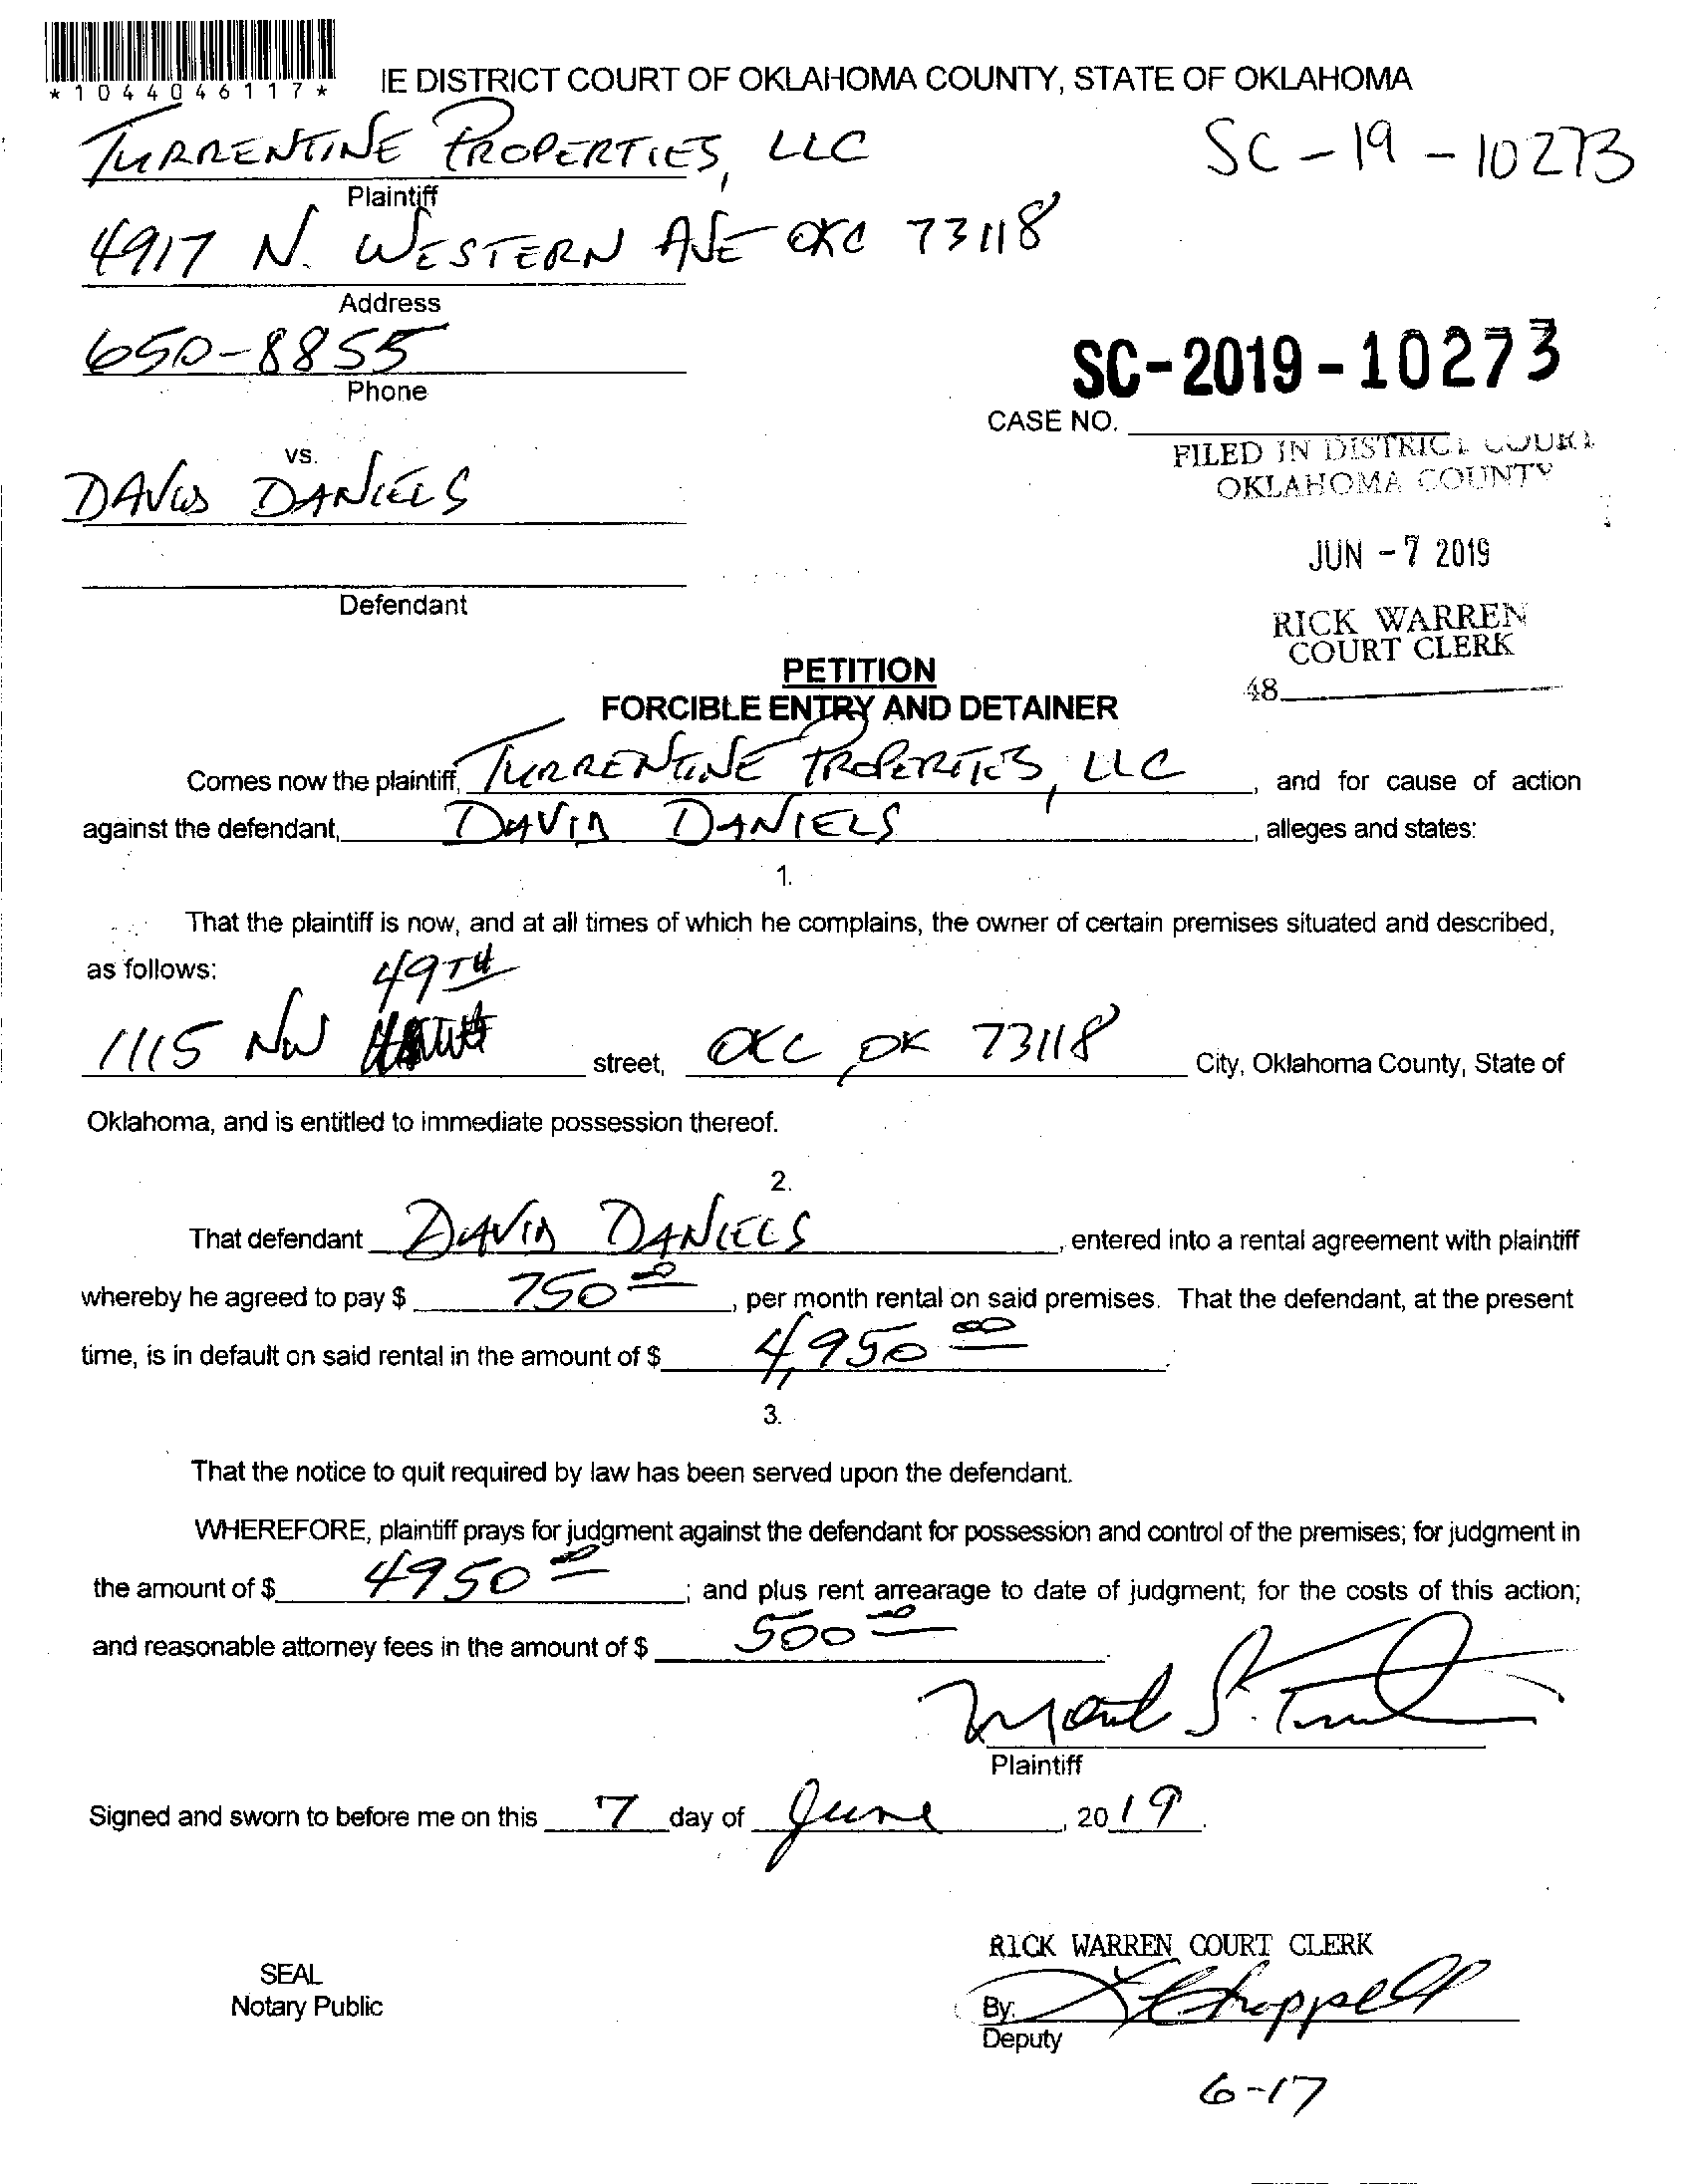 *1044046117*
IE DISTRICT COURT OF OKLAHOMA COUNTY, STATE OF OKLAHOMA
TURRENTINE PROPERTIES, LLC
SC-19-10273
Plaintiff
4917 N. WESTERN AVE OKC 73118
Address
650-8855
Phone
SC-2019-10273
CASE NO.
vs.
FILED IN DISTRICT COURT
OKLAHOMA COUNTY
DANIELS
JUN -7 2019
Defendant
RICK WARREN
COURT CLERK
48
PETITION
FORCIBLE ENTRY AND DETAINER
Comes now the plaintiff, TURRENTINE PROPERTIES, LLC, and for cause of action
against the defendant, DAVID DANIELS, alleges and states:
1.
That the plaintiff is now, and at all times of which he complains, the owner of certain premises situated and described,
as follows:
49TH
1115 NW street, OKC, OK 73118 City, Oklahoma County, State of
Oklahoma, and is entitled to immediate possession thereof.
2.
That defendant DAVID DANIELS, entered into a rental agreement with plaintiff
whereby he agreed to pay $ 750 00, per month rental on said premises. That the defendant, at the present
time, is in default on said rental in the amount of $ 4,950 00.
3.
That the notice to quit required by law has been served upon the defendant.
WHEREFORE, plaintiff prays for judgment against the defendant for possession and control of the premises; for judgment in
the amount of $ 4950 00; and plus rent arrearage to date of judgment; for the costs of this action;
and reasonable attorney fees in the amount of $ 500 00.
Plaintiff
Signed and sworn to before me on this 7 day of June, 2019.
RICK WARREN COURT CLERK
SEAL
Notary Public
By:
Deputy
6-17